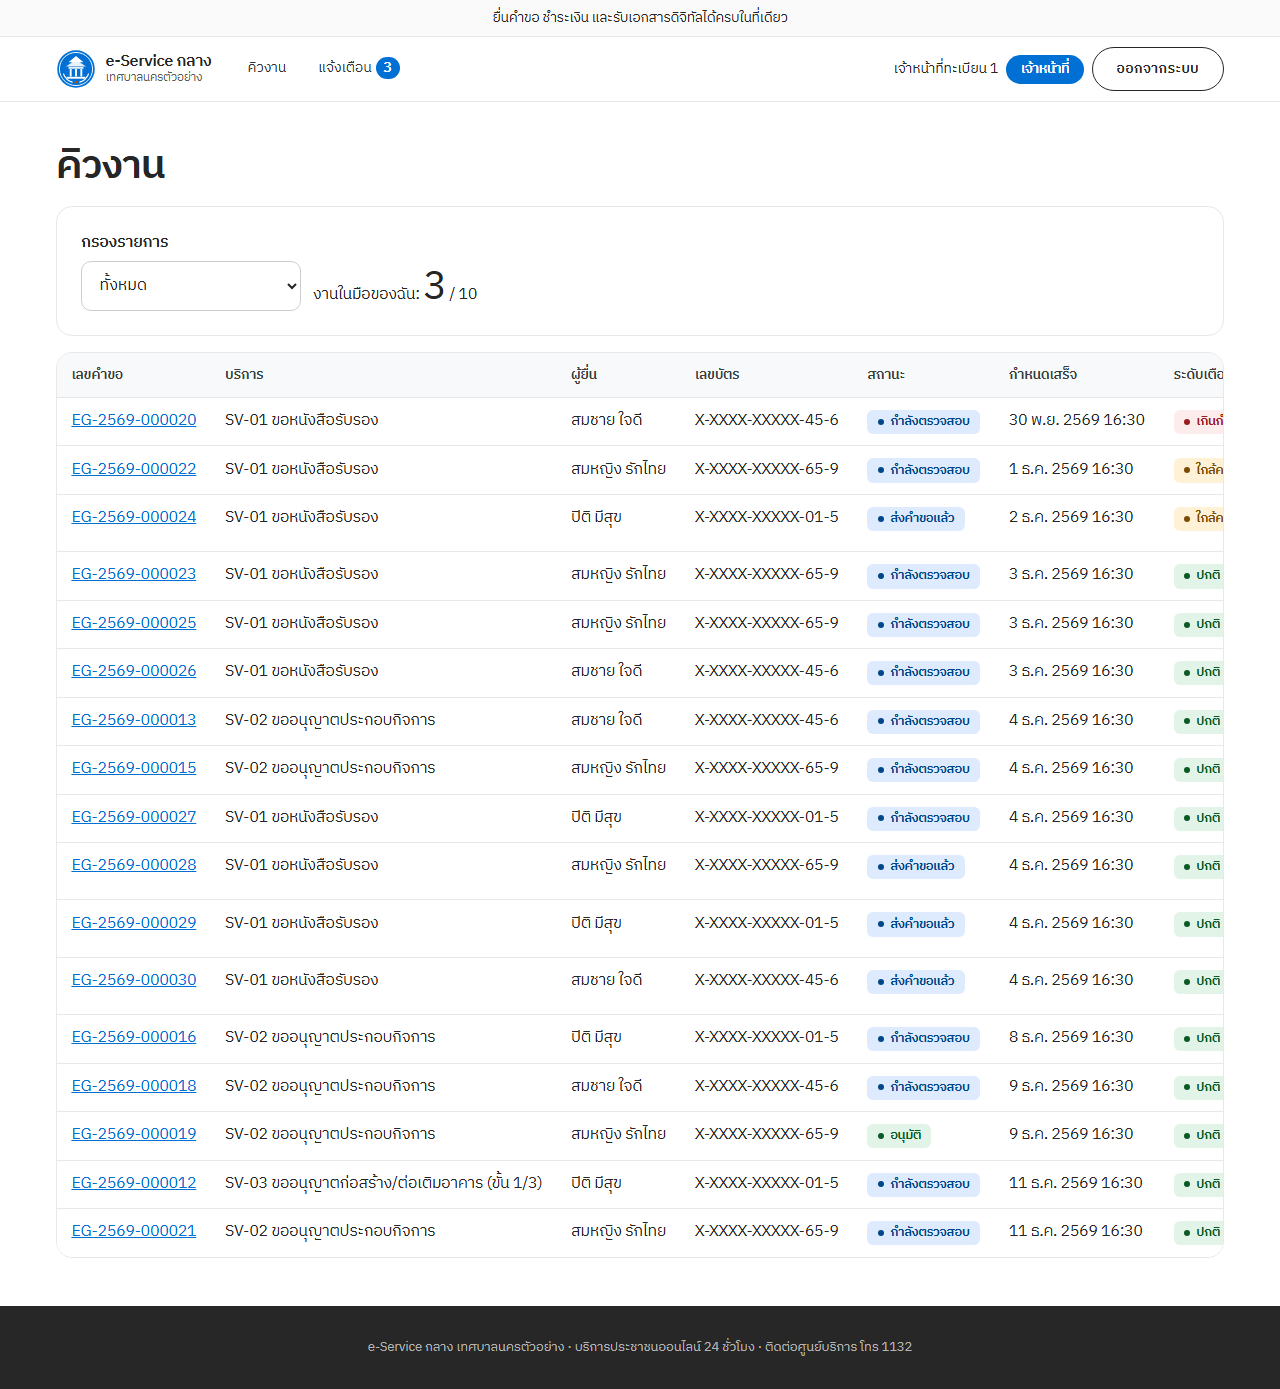 ยื่นคำขอ ชำระเงิน และรับเอกสารดิจิทัลได้ครบในที่เดียว
e-Service กลาง
เทศบาลนครตัวอย่าง
คิวงาน แจ้งเตือน 3 เจ้าหน้าที่ทะเบียน 1 เจ้าหน้าที่ ออกจากระบบ
คิวงาน
กรองรายการ
ทั้งหมด งานในมือของฉัน: 3 / 10
เลขคำขอ บริการ ผู้ยื่น เลขบัตร สถานะ กำหนดเสร็จ ระดับเตือ
EG-2569-000020 SV-01 ขอหนังสือรับรอง สมชาย ใจดี X-XXXX-XXXXX-45-6 กำลังตรวจสอบ 30 พ.ย. 2569 16:30 เกินกำ
EG-2569-000022 SV-01 ขอหนังสือรับรอง สมหญิง รักไทย X-XXXX-XXXXX-65-9 กำลังตรวจสอบ 1 ธ.ค. 2569 16:30 ใกล้ค
EG-2569-000024 SV-01 ขอหนังสือรับรอง ปิติ มีสุข X-XXXX-XXXXX-01-5 ส่งคำขอแล้ว 2 ธ.ค. 2569 16:30 ใกล้ค
EG-2569-000023 SV-01 ขอหนังสือรับรอง สมหญิง รักไทย X-XXXX-XXXXX-65-9 กำลังตรวจสอบ 3 ธ.ค. 2569 16:30 ปกติ
EG-2569-000025 SV-01 ขอหนังสือรับรอง สมหญิง รักไทย X-XXXX-XXXXX-65-9 กำลังตรวจสอบ 3 ธ.ค. 2569 16:30 ปกติ
EG-2569-000026 SV-01 ขอหนังสือรับรอง สมชาย ใจดี X-XXXX-XXXXX-45-6 กำลังตรวจสอบ 3 ธ.ค. 2569 16:30 ปกติ
EG-2569-000013 SV-02 ขออนุญาตประกอบกิจการ สมชาย ใจดี X-XXXX-XXXXX-45-6 กำลังตรวจสอบ 4 ธ.ค. 2569 16:30 ปกติ
EG-2569-000015 SV-02 ขออนุญาตประกอบกิจการ สมหญิง รักไทย X-XXXX-XXXXX-65-9 กำลังตรวจสอบ 4 ธ.ค. 2569 16:30 ปกติ
EG-2569-000027 SV-01 ขอหนังสือรับรอง ปิติ มีสุข X-XXXX-XXXXX-01-5 กำลังตรวจสอบ 4 ธ.ค. 2569 16:30 ปกติ
EG-2569-000028 SV-01 ขอหนังสือรับรอง สมหญิง รักไทย X-XXXX-XXXXX-65-9 ส่งคำขอแล้ว 4 ธ.ค. 2569 16:30 ปกติ
EG-2569-000029 SV-01 ขอหนังสือรับรอง ปิติ มีสุข X-XXXX-XXXXX-01-5 ส่งคำขอแล้ว 4 ธ.ค. 2569 16:30 ปกติ
EG-2569-000030 SV-01 ขอหนังสือรับรอง สมชาย ใจดี X-XXXX-XXXXX-45-6 ส่งคำขอแล้ว 4 ธ.ค. 2569 16:30 ปกติ
EG-2569-000016 SV-02 ขออนุญาตประกอบกิจการ ปิติ มีสุข X-XXXX-XXXXX-01-5 กำลังตรวจสอบ 8 ธ.ค. 2569 16:30 ปกติ
EG-2569-000018 SV-02 ขออนุญาตประกอบกิจการ สมชาย ใจดี X-XXXX-XXXXX-45-6 กำลังตรวจสอบ 9 ธ.ค. 2569 16:30 ปกติ
EG-2569-000019 SV-02 ขออนุญาตประกอบกิจการ สมหญิง รักไทย X-XXXX-XXXXX-65-9 อนุมัติ 9 ธ.ค. 2569 16:30 ปกติ
EG-2569-000012 SV-03 ขออนุญาตก่อสร้าง/ต่อเติมอาคาร (ขั้น 1/3) ปิติ มีสุข X-XXXX-XXXXX-01-5 กำลังตรวจสอบ 11 ธ.ค. 2569 16:30 ปกติ
EG-2569-000021 SV-02 ขออนุญาตประกอบกิจการ สมหญิง รักไทย X-XXXX-XXXXX-65-9 กำลังตรวจสอบ 11 ธ.ค. 2569 16:30 ปกติ
e-Service กลาง เทศบาลนครตัวอย่าง · บริการประชาชนออนไลน์ 24 ชั่วโมง · ติดต่อศูนย์บริการ โทร 1132